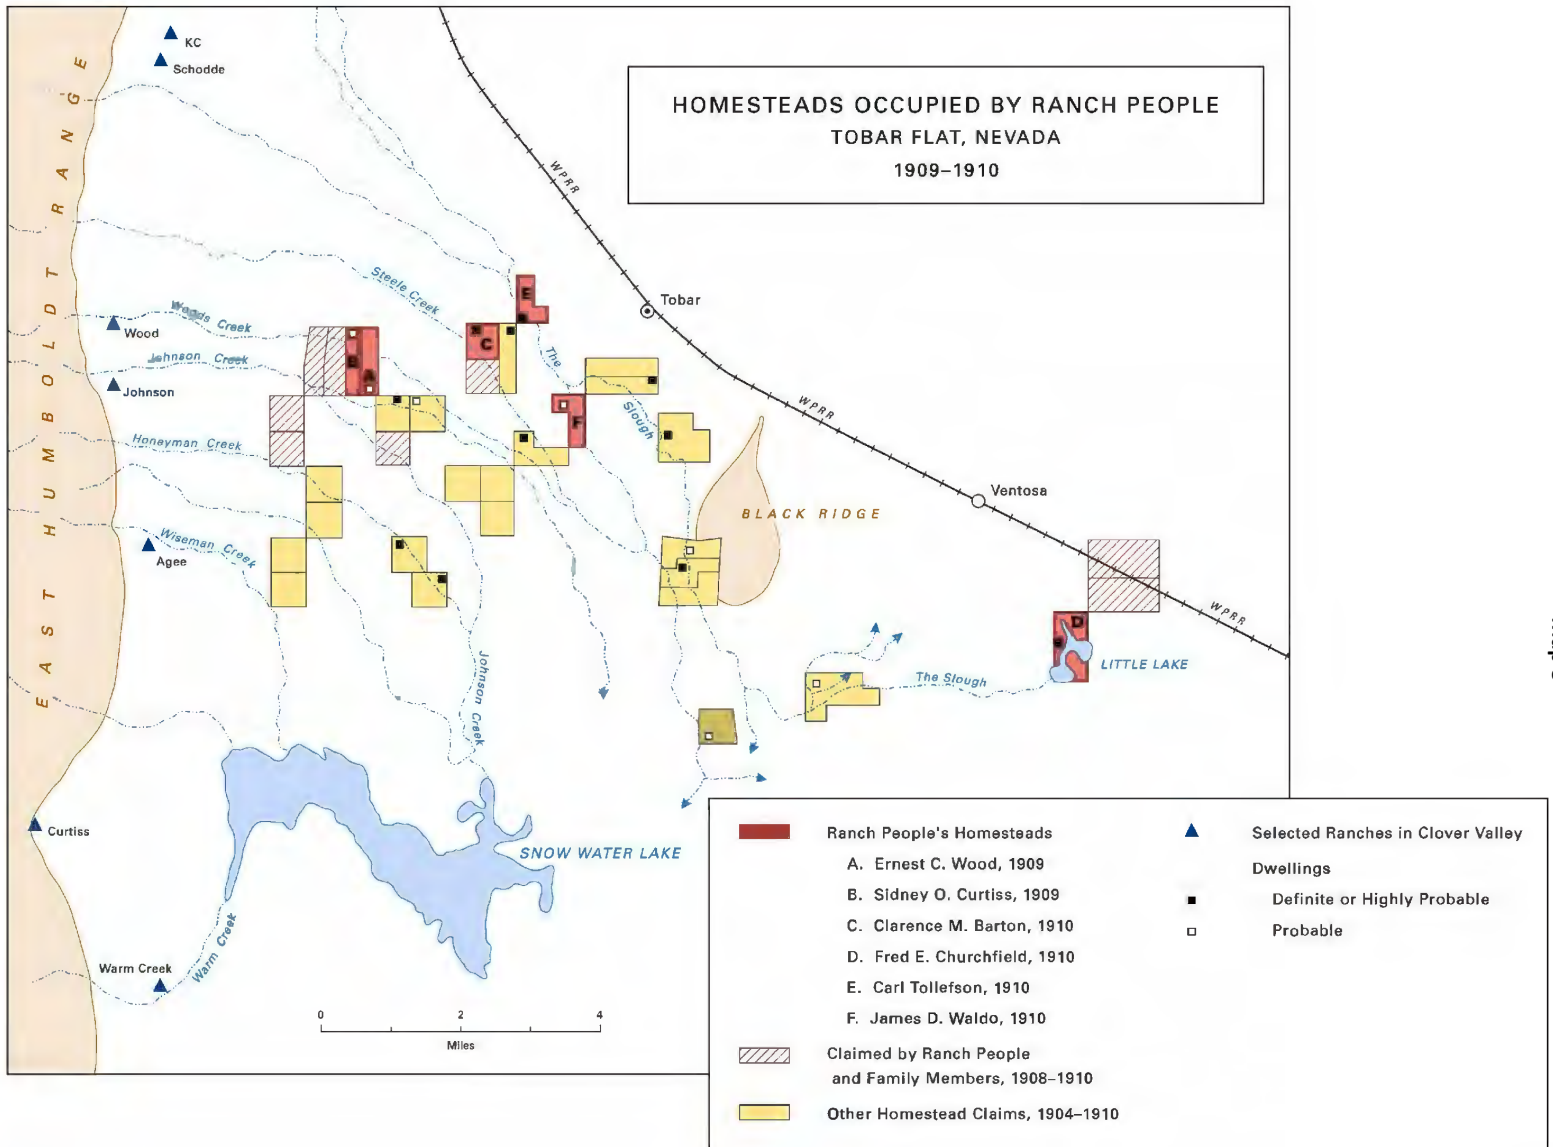 KC
Schodde
HOMESTEADS OCCUPIED BY RANCH PEOPLE
TOBAR FLAT, NEVADA
1909–1910
EAST HUMBOLDT RANGE
WPRR
Steele Creek
E
Tobar
Woods Creek
Wood
C
The
Slough
Johnson Creek
B
A
Johnson
F
WPRR
Honeyman Creek
Ventosa
BLACK RIDGE
Wiseman Creek
Agee
WPRR
D
LITTLE LAKE
Johnson Creek
The Slough
Curtiss
SNOW WATER LAKE
Warm Creek
Warm Creek
0 2 4
Miles
Ranch People's Homesteads
A. Ernest C. Wood, 1909
B. Sidney O. Curtiss, 1909
C. Clarence M. Barton, 1910
D. Fred E. Churchfield, 1910
E. Carl Tollefson, 1910
F. James D. Waldo, 1910
Claimed by Ranch People
and Family Members, 1908–1910
Other Homestead Claims, 1904–1910
Selected Ranches in Clover Valley
Dwellings
Definite or Highly Probable
Probable